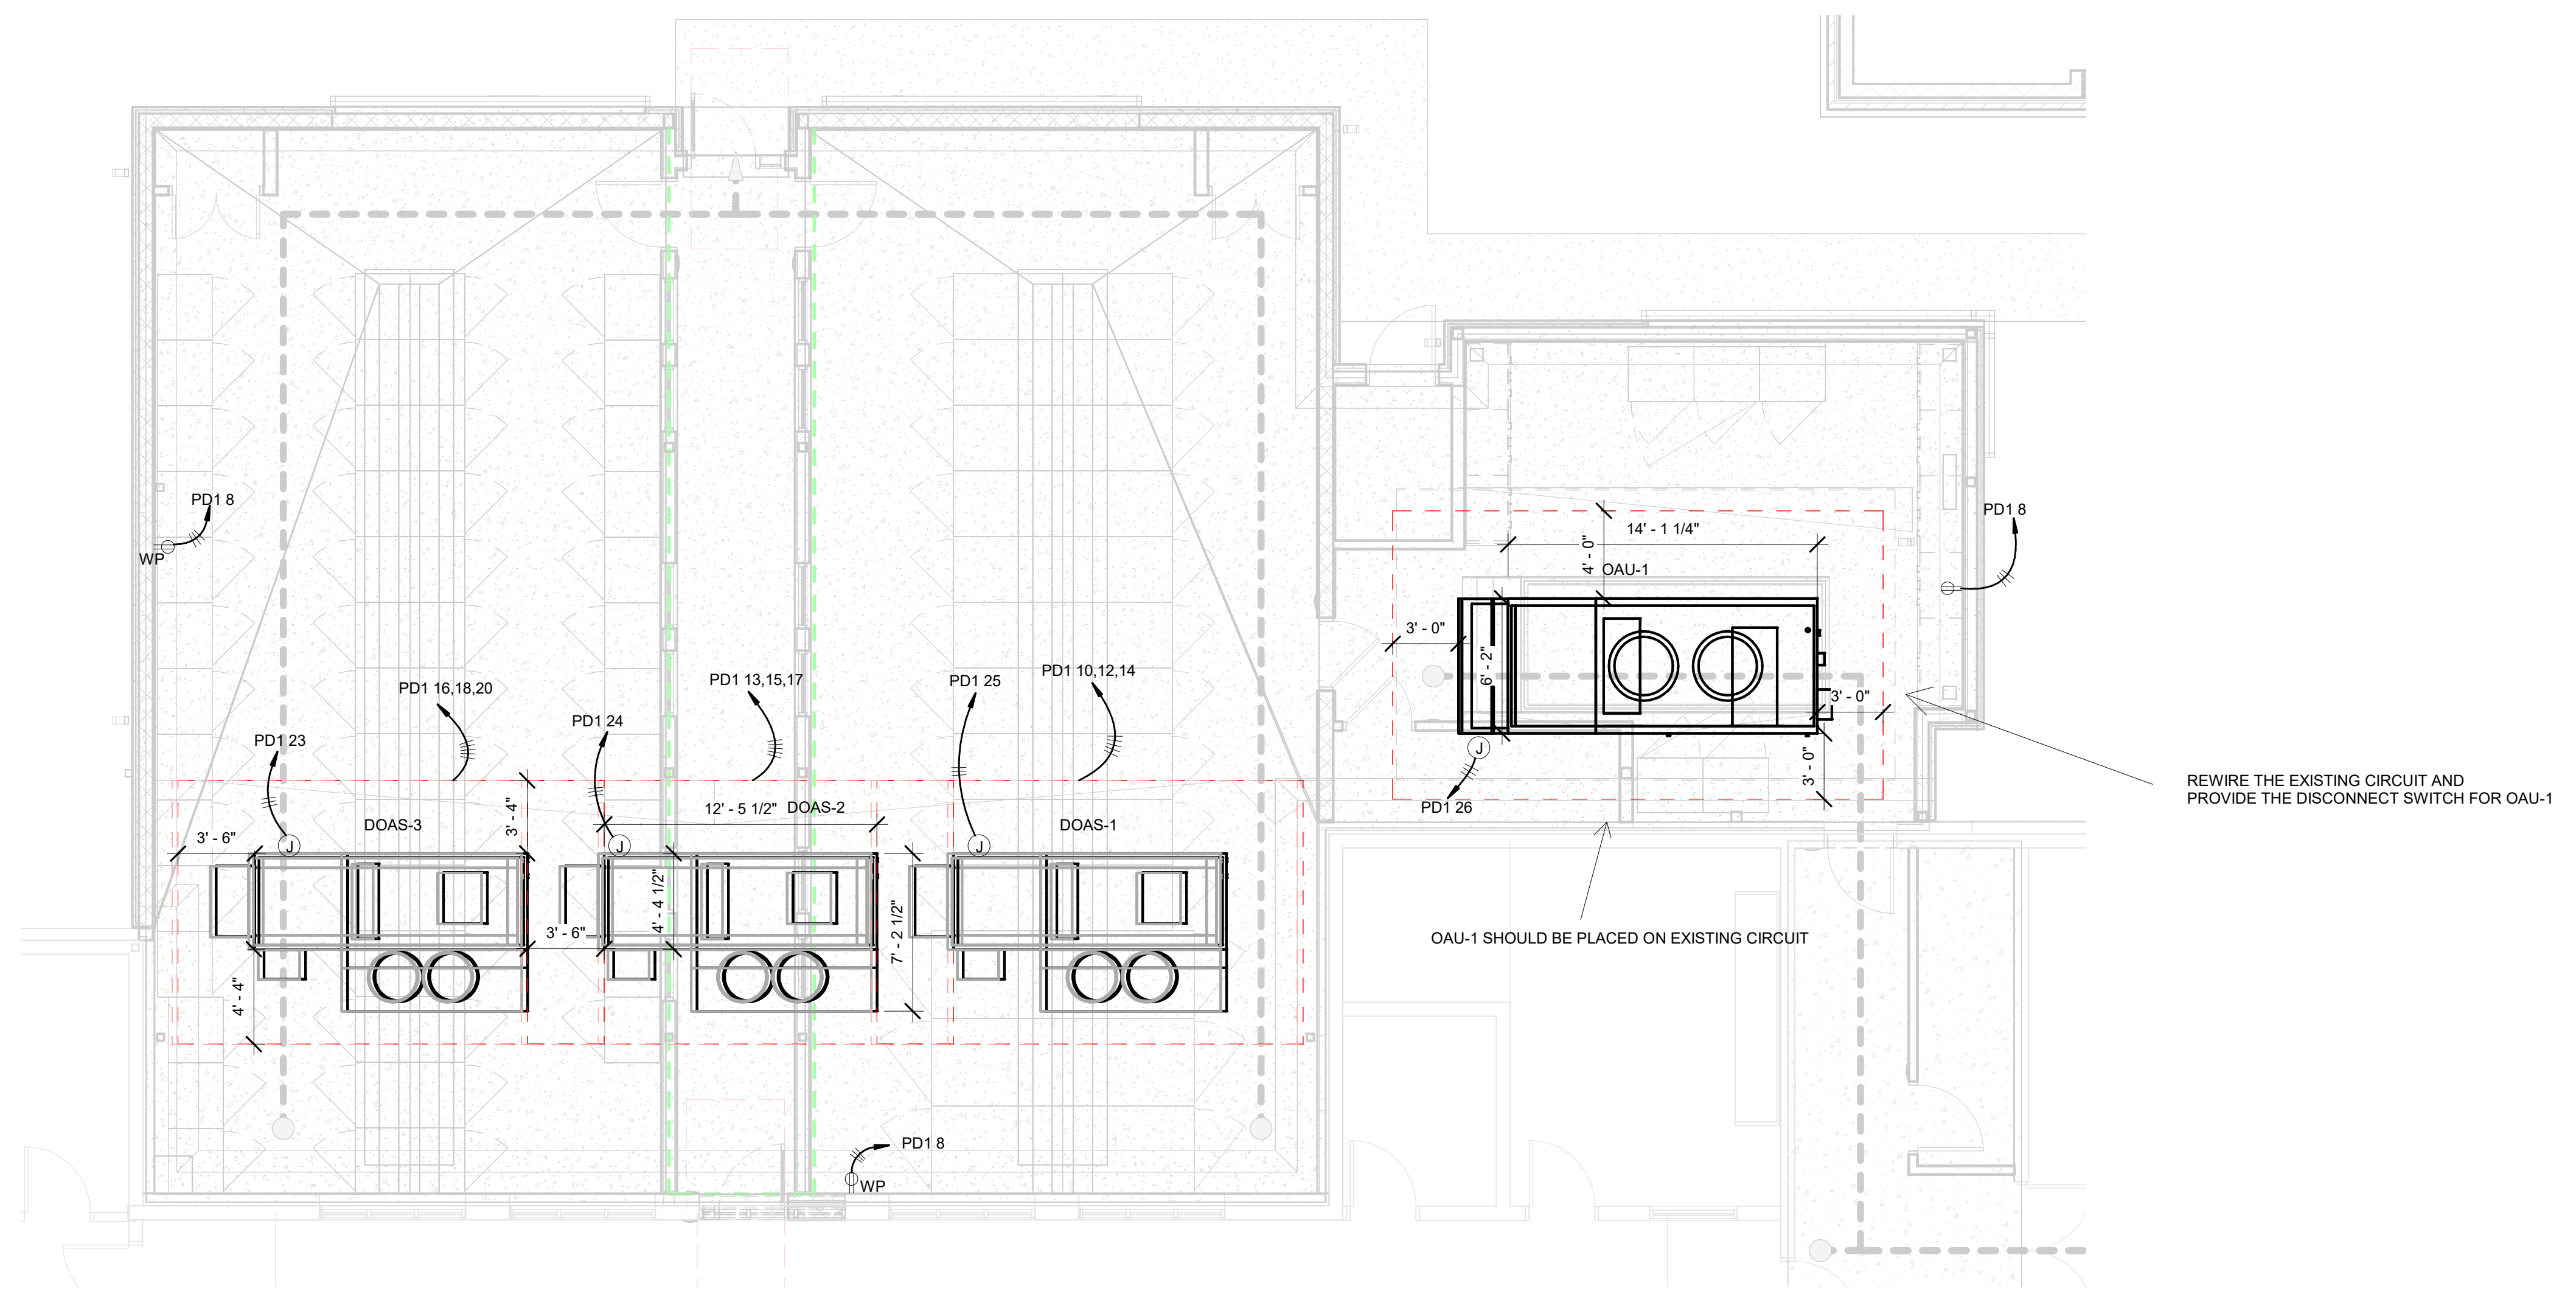 PD1 8
WP
PD1 8
14' - 1 1/4"
4' - 0"
OAU-1
3' - 0"
6' - 2"
3' - 0"
3' - 0"
J
PD1 26
REWIRE THE EXISTING CIRCUIT AND
PROVIDE THE DISCONNECT SWITCH FOR OAU-1
OAU-1 SHOULD BE PLACED ON EXISTING CIRCUIT
PD1 23
PD1 16,18,20
PD1 24
PD1 13,15,17
PD1 25
PD1 10,12,14
3' - 6"
J
DOAS-3
3' - 4"
J
12' - 5 1/2"
DOAS-2
J
DOAS-1
3' - 6"
4' - 4 1/2"
7' - 2 1/2"
4' - 4"
PD1 8
WP